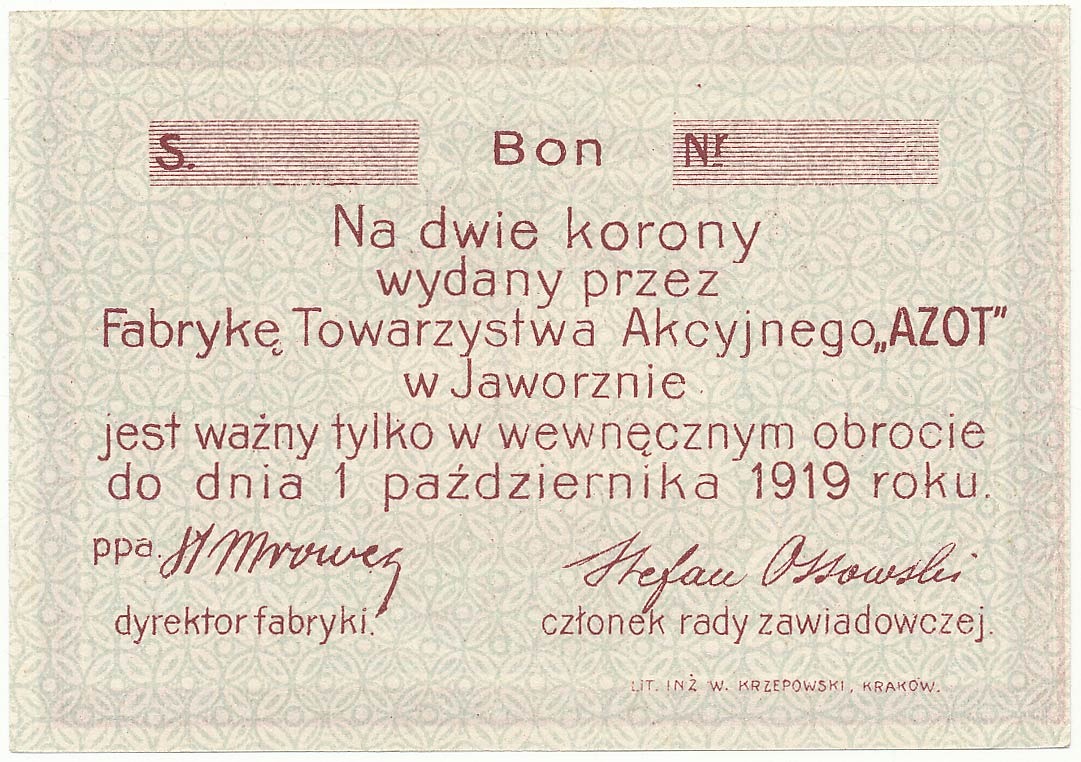 S. Bon Nr
Na dwie korony
wydany przez
Fabrykę Towarzystwa Akcyjnego „AZOT”
w Jaworznie
jest ważny tylko w wewnęcznym obrocie
do dnia 1 października 1919 roku.
ppa. Stefan Ossowski
dyrektor fabryki. członek rady zawiadowczej.
LIT. INŻ W. KRZEPOWSKI, KRAKÓW.